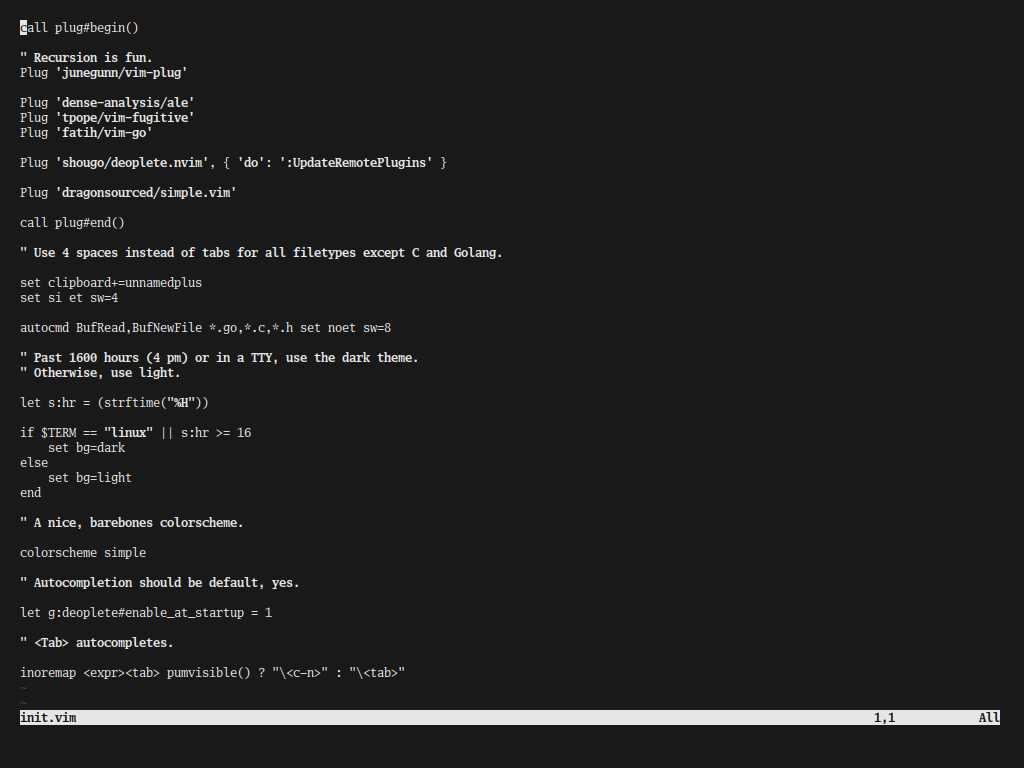 call plug#begin()
" Recursion is fun.
Plug 'junegunn/vim-plug'
Plug 'dense-analysis/ale'
Plug 'tpope/vim-fugitive'
Plug 'fatih/vim-go'
Plug 'shougo/deoplete.nvim', { 'do': ':UpdateRemotePlugins' }
Plug 'dragonsourced/simple.vim'
call plug#end()
" Use 4 spaces instead of tabs for all filetypes except C and Golang.
set clipboard+=unnamedplus
set si et sw=4
autocmd BufRead,BufNewFile *.go,*.c,*.h set noet sw=8
" Past 1600 hours (4 pm) or in a TTY, use the dark theme.
" Otherwise, use light.
let s:hr = (strftime("%H"))
if $TERM == "linux" || s:hr >= 16
    set bg=dark
else
    set bg=light
end
" A nice, barebones colorscheme.
colorscheme simple
" Autocompletion should be default, yes.
let g:deoplete#enable_at_startup = 1
" <Tab> autocompletes.
inoremap <expr><tab> pumvisible() ? "\<c-n>" : "\<tab>"
~
~
init.vim 1,1 All